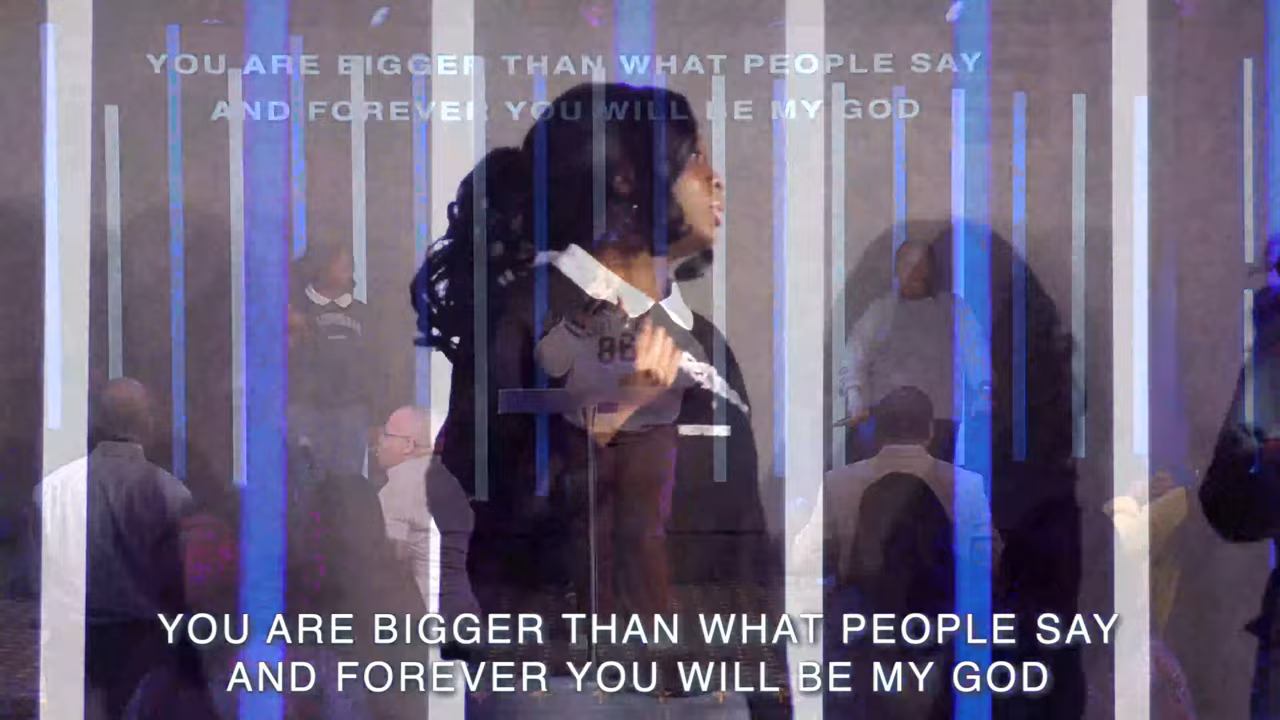 YOU ARE BIGGER THAN WHAT PEOPLE SAY
AND FOREVER YOU WILL BE MY GOD
86
YOU ARE BIGGER THAN WHAT PEOPLE SAY
AND FOREVER YOU WILL BE MY GOD